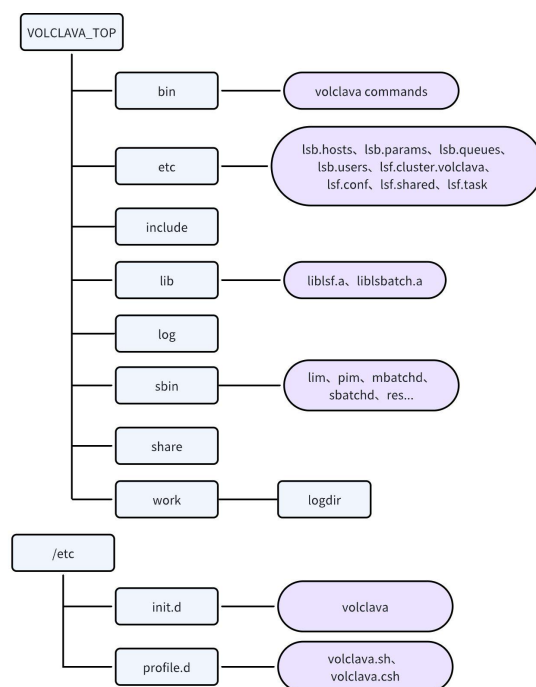 VOLCLAVA_TOP
bin
volclava commands
etc
lsb.hosts、lsb.params、lsb.queues、
lsb.users、lsf.cluster.volclava、
lsf.conf、lsf.shared、lsf.task
include
lib
liblsf.a、liblsbatch.a
log
sbin
lim、pim、mbatchd、
sbatchd、res...
share
work
logdir
/etc
init.d
volclava
profile.d
volclava.sh、
volclava.csh